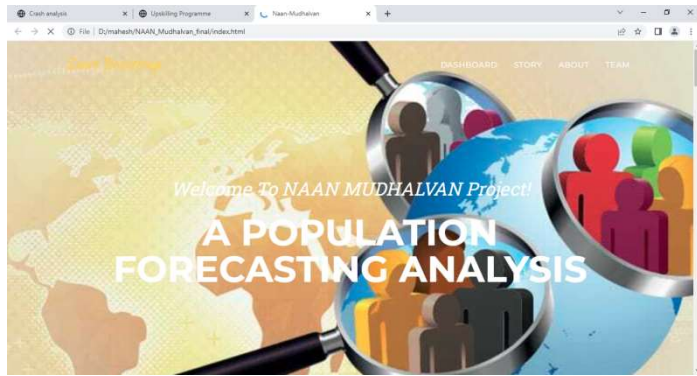 Crash analysis
Upskilling Programme
Naan-Mudhalvan
File | D:/mahesh/NAAN_Mudhalvan_final/index.html
DASHBOARD STORY ABOUT TEAM
Welcome To NAAN MUDHALVAN Project!
A POPULATION
FORECASTING ANALYSIS